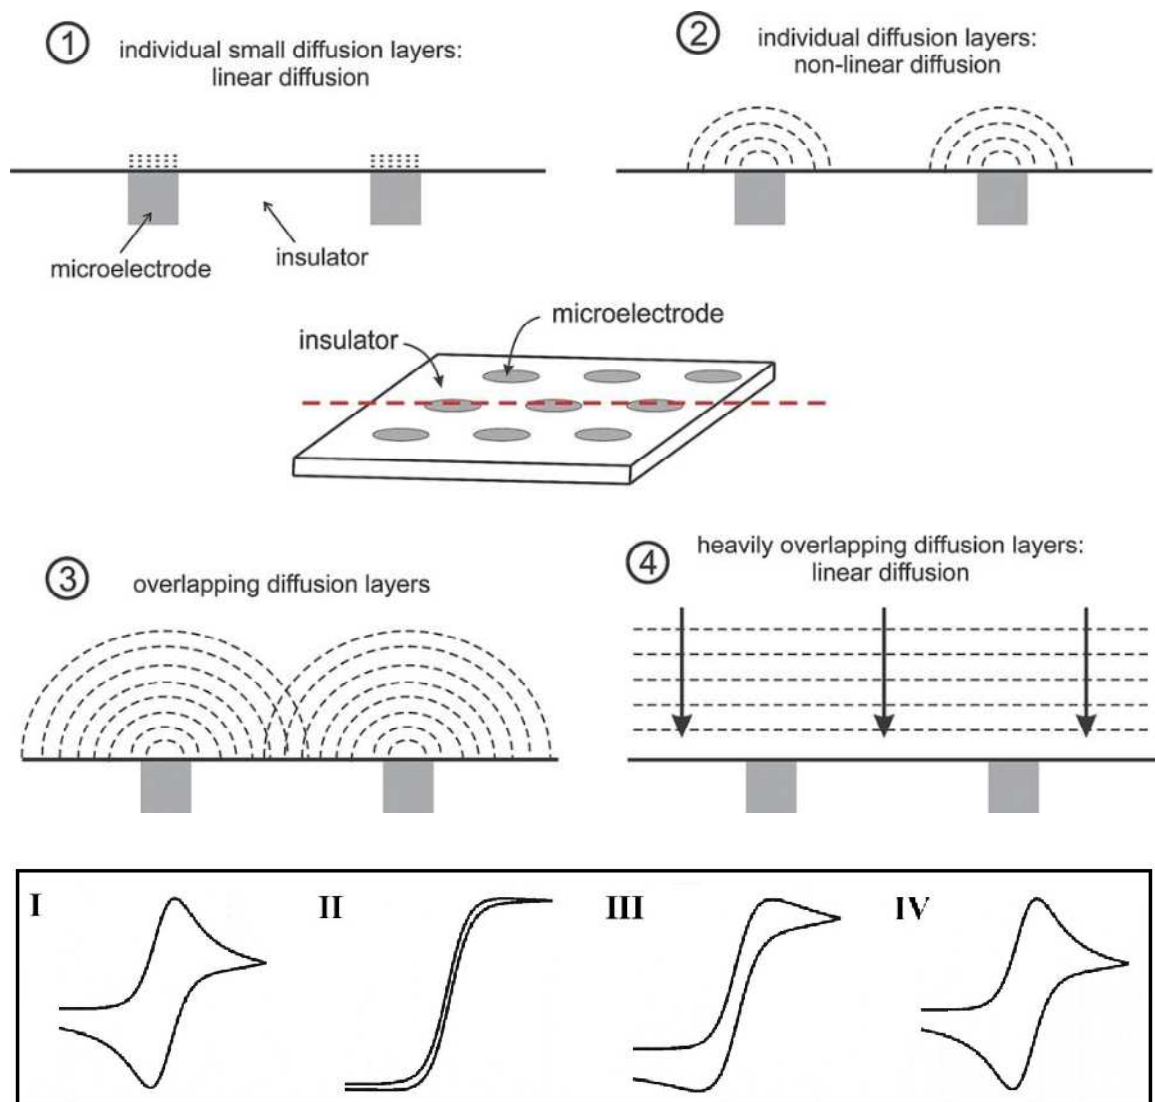 1
individual small diffusion layers:
linear diffusion
microelectrode
insulator
2
individual diffusion layers:
non-linear diffusion
insulator
microelectrode
3
overlapping diffusion layers
4
heavily overlapping diffusion layers:
linear diffusion
I
II
III
IV